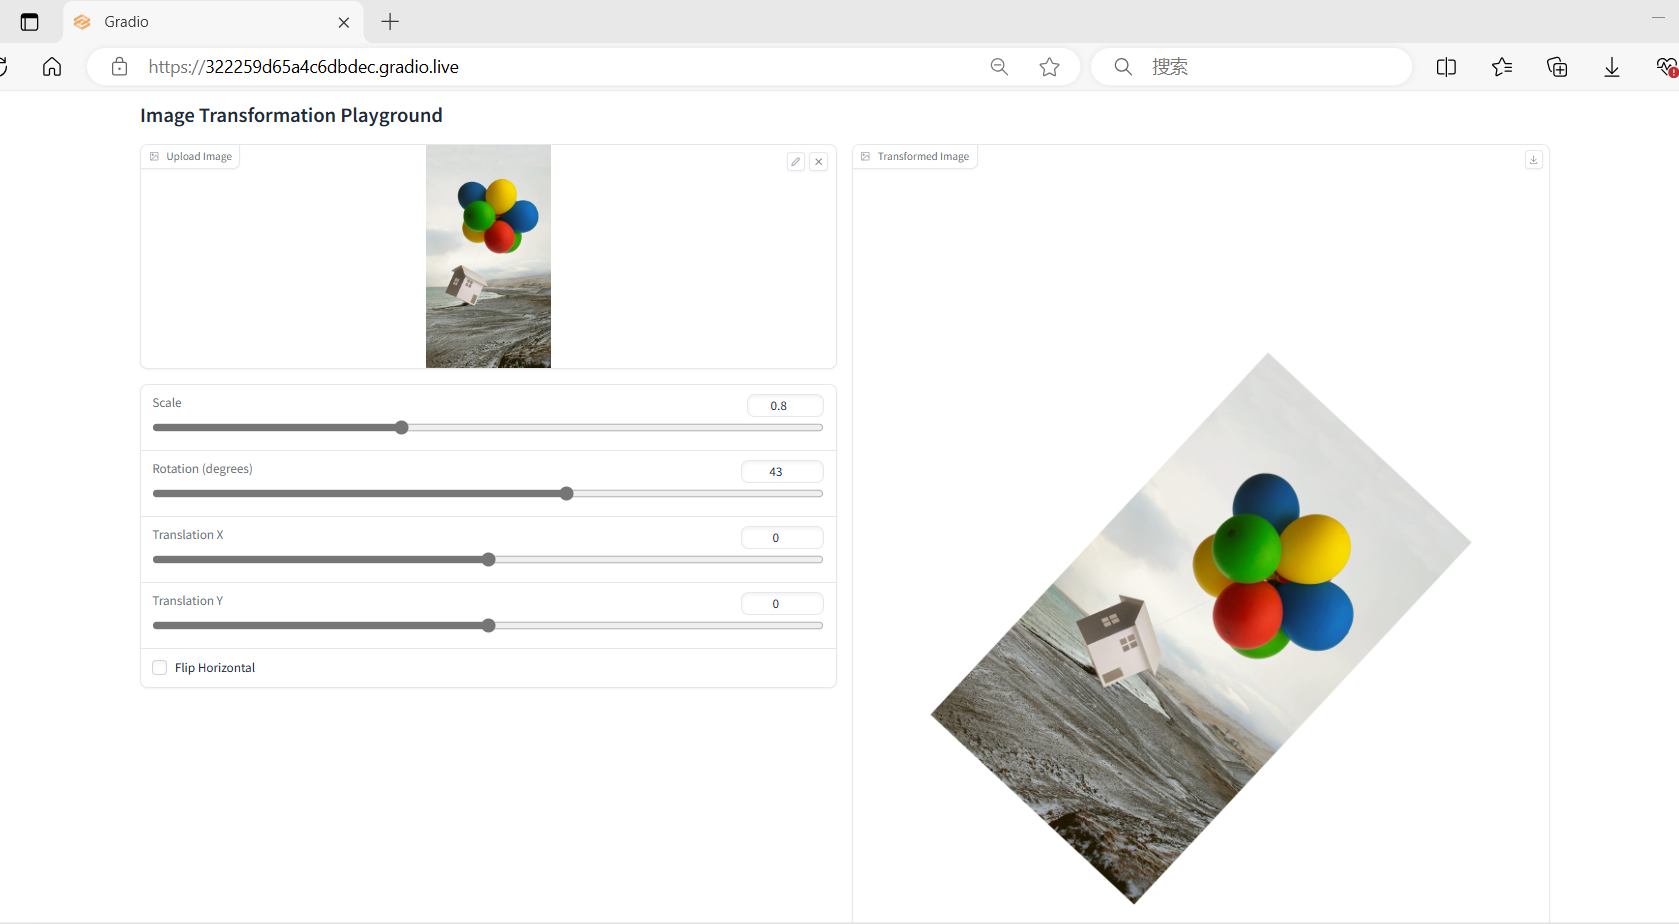 Gradio
https://322259d65a4c6dbdec.gradio.live
搜索
Image Transformation Playground
Upload Image
Transformed Image
Scale
0.8
Rotation (degrees)
43
Translation X
0
Translation Y
0
Flip Horizontal